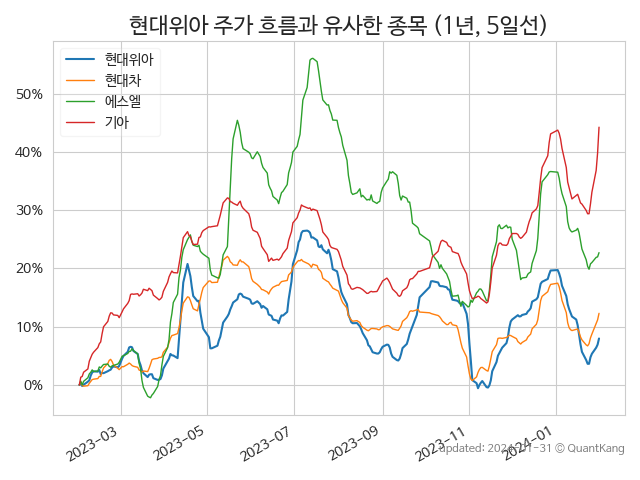 현대위아 주가 흐름과 유사한 종목 (1년, 5일선)
현대위아
현대차
에스엘
기아
50%
40%
30%
20%
10%
0%
2023-03
2023-05
2023-07
2023-09
2023-11
2024-01
updated: 2024-01-31 © QuantKang